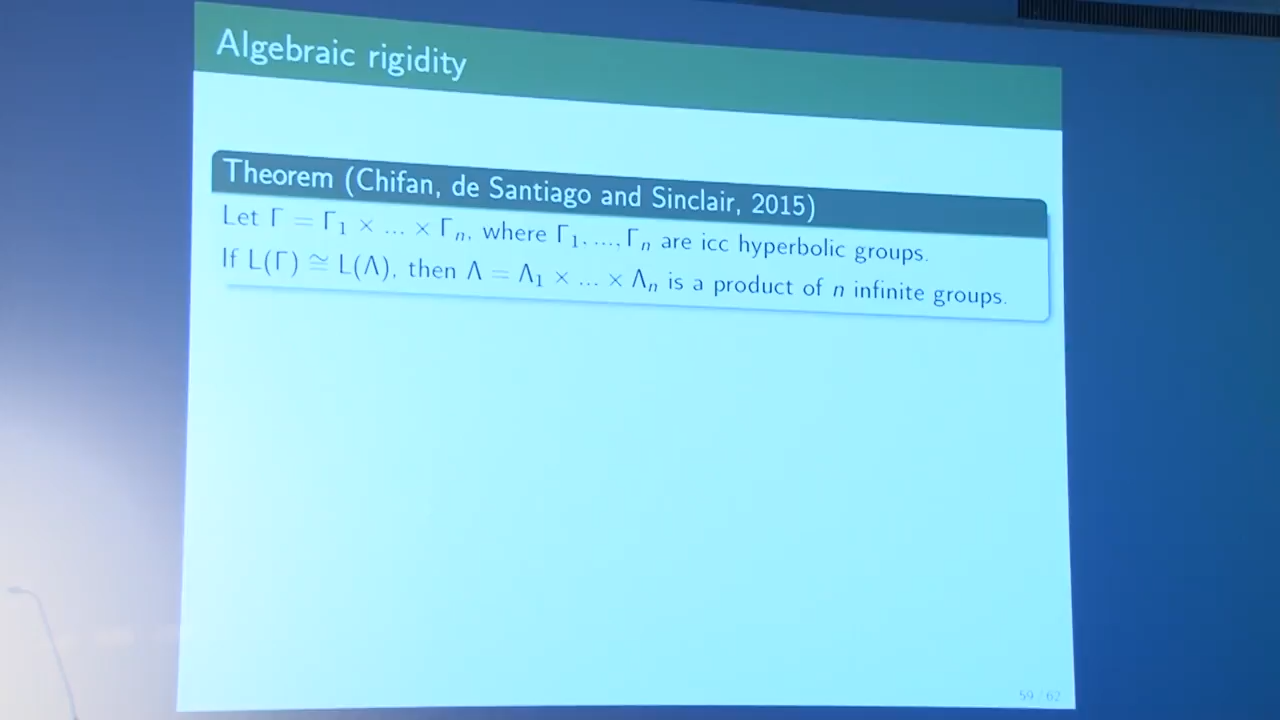 Algebraic rigidity
Theorem (Chifan, de Santiago and Sinclair, 2015)
Let Γ = Γ₁ × ... × Γₙ, where Γ₁, ..., Γₙ are icc hyperbolic groups.
If L(Γ) ≅ L(Λ), then Λ = Λ₁ × ... × Λₙ is a product of n infinite groups.
59 / 62